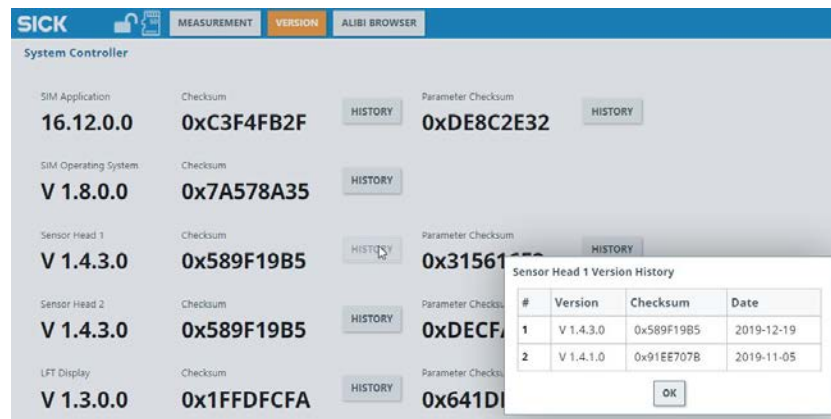 SICK MEASUREMENT VERSION ALIBI BROWSER
System Controller
SIM Application Checksum Parameter Checksum
16.12.0.0 0xC3F4FB2F HISTORY 0xDE8C2E32 HISTORY
SIM Operating System Checksum
V 1.8.0.0 0x7A578A35 HISTORY
Sensor Head 1 Checksum Parameter Checksum
V 1.4.3.0 0x589F19B5 HISTORY HISTORY
Sensor Head 2 Checksum Parameter
V 1.4.3.0 0x589F19B5 HISTORY
LFT Display Checksum Parameter
V 1.3.0.0 0x1FFDFCFA HISTORY
Sensor Head 1 Version History
# Version Checksum Date
1 V 1.4.3.0 0x589F19B5 2019-12-19
2 V 1.4.1.0 0x91EE707B 2019-11-05
OK